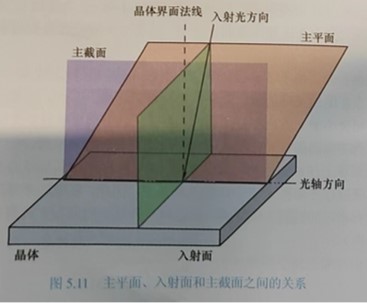 晶体界面法线
入射光方向
主截面
主平面
光轴方向
晶体
入射面
图 5.11 主平面、入射面和主截面之间的关系